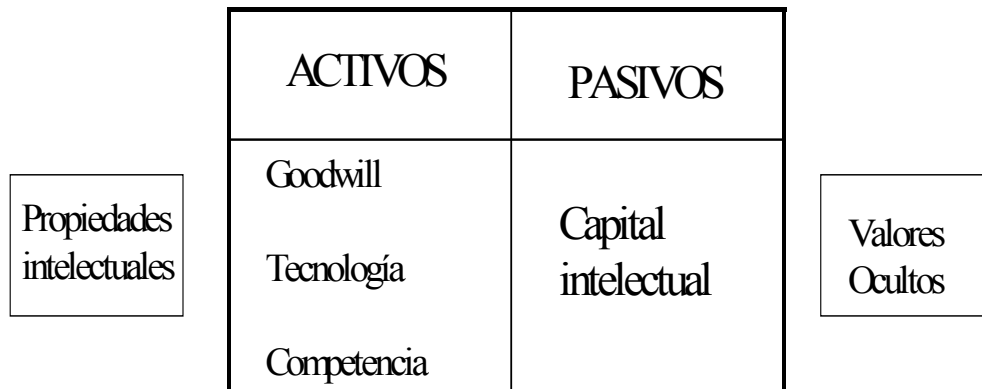 ACTIVOS
PASIVOS
Propiedades
intelectuales
Goodwill
Tecnología
Competencia
Capital
intelectual
Valores
Ocultos